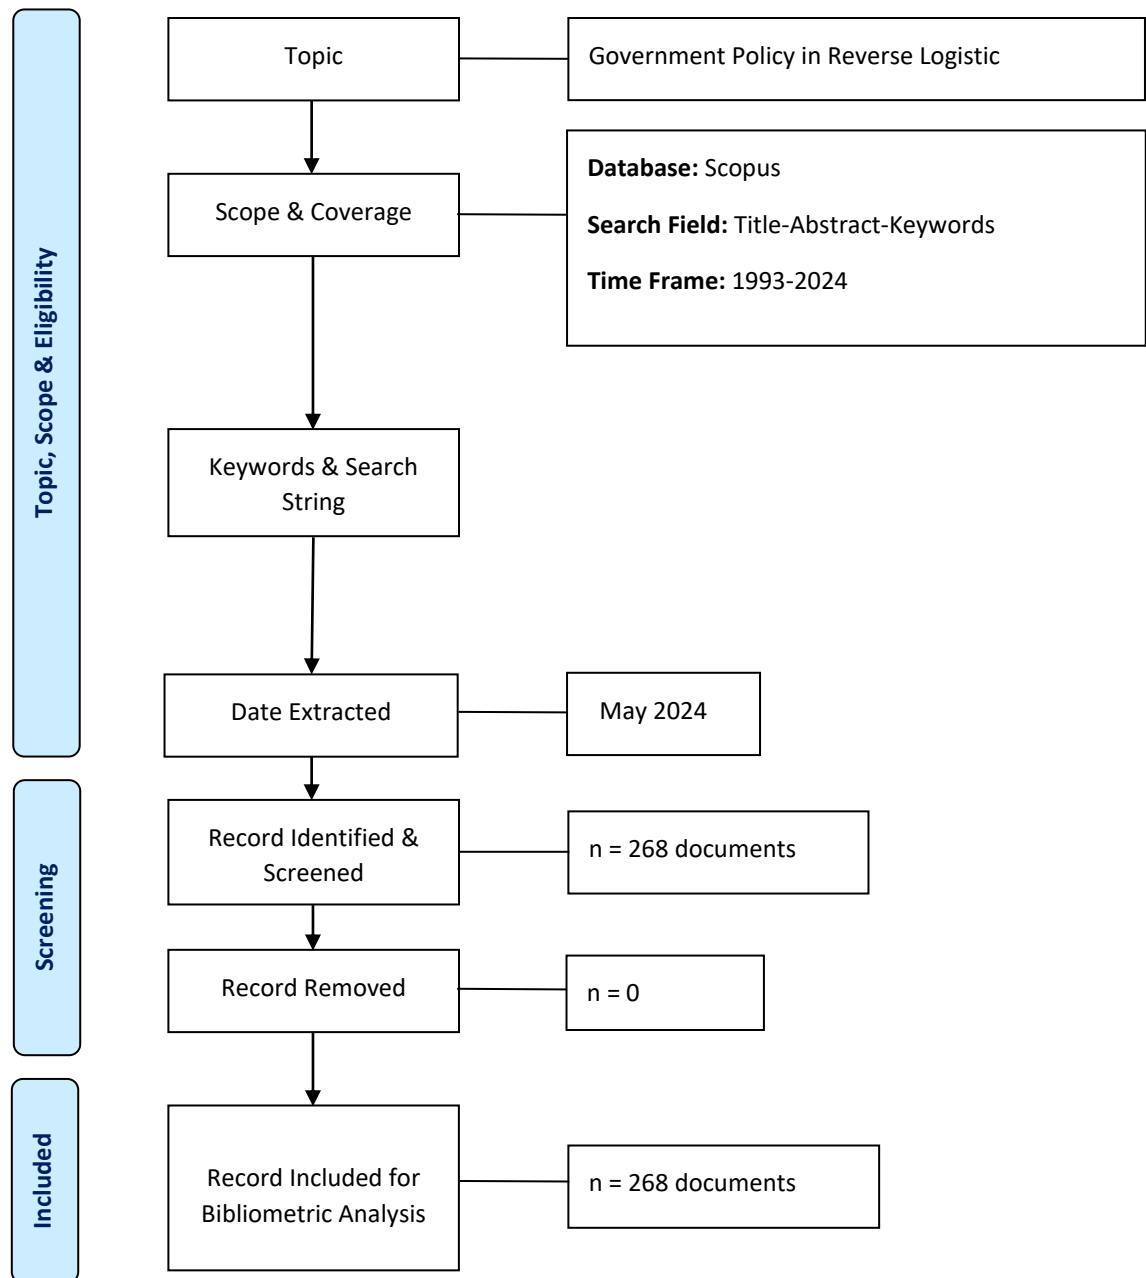 Topic, Scope & Eligibility
Topic
Government Policy in Reverse Logistic
Scope & Coverage
Database: Scopus
Search Field: Title-Abstract-Keywords
Time Frame: 1993-2024
Keywords & Search
String
Date Extracted
May 2024
Screening
Record Identified &
Screened
n = 268 documents
Record Removed
n = 0
Included
Record Included for
Bibliometric Analysis
n = 268 documents